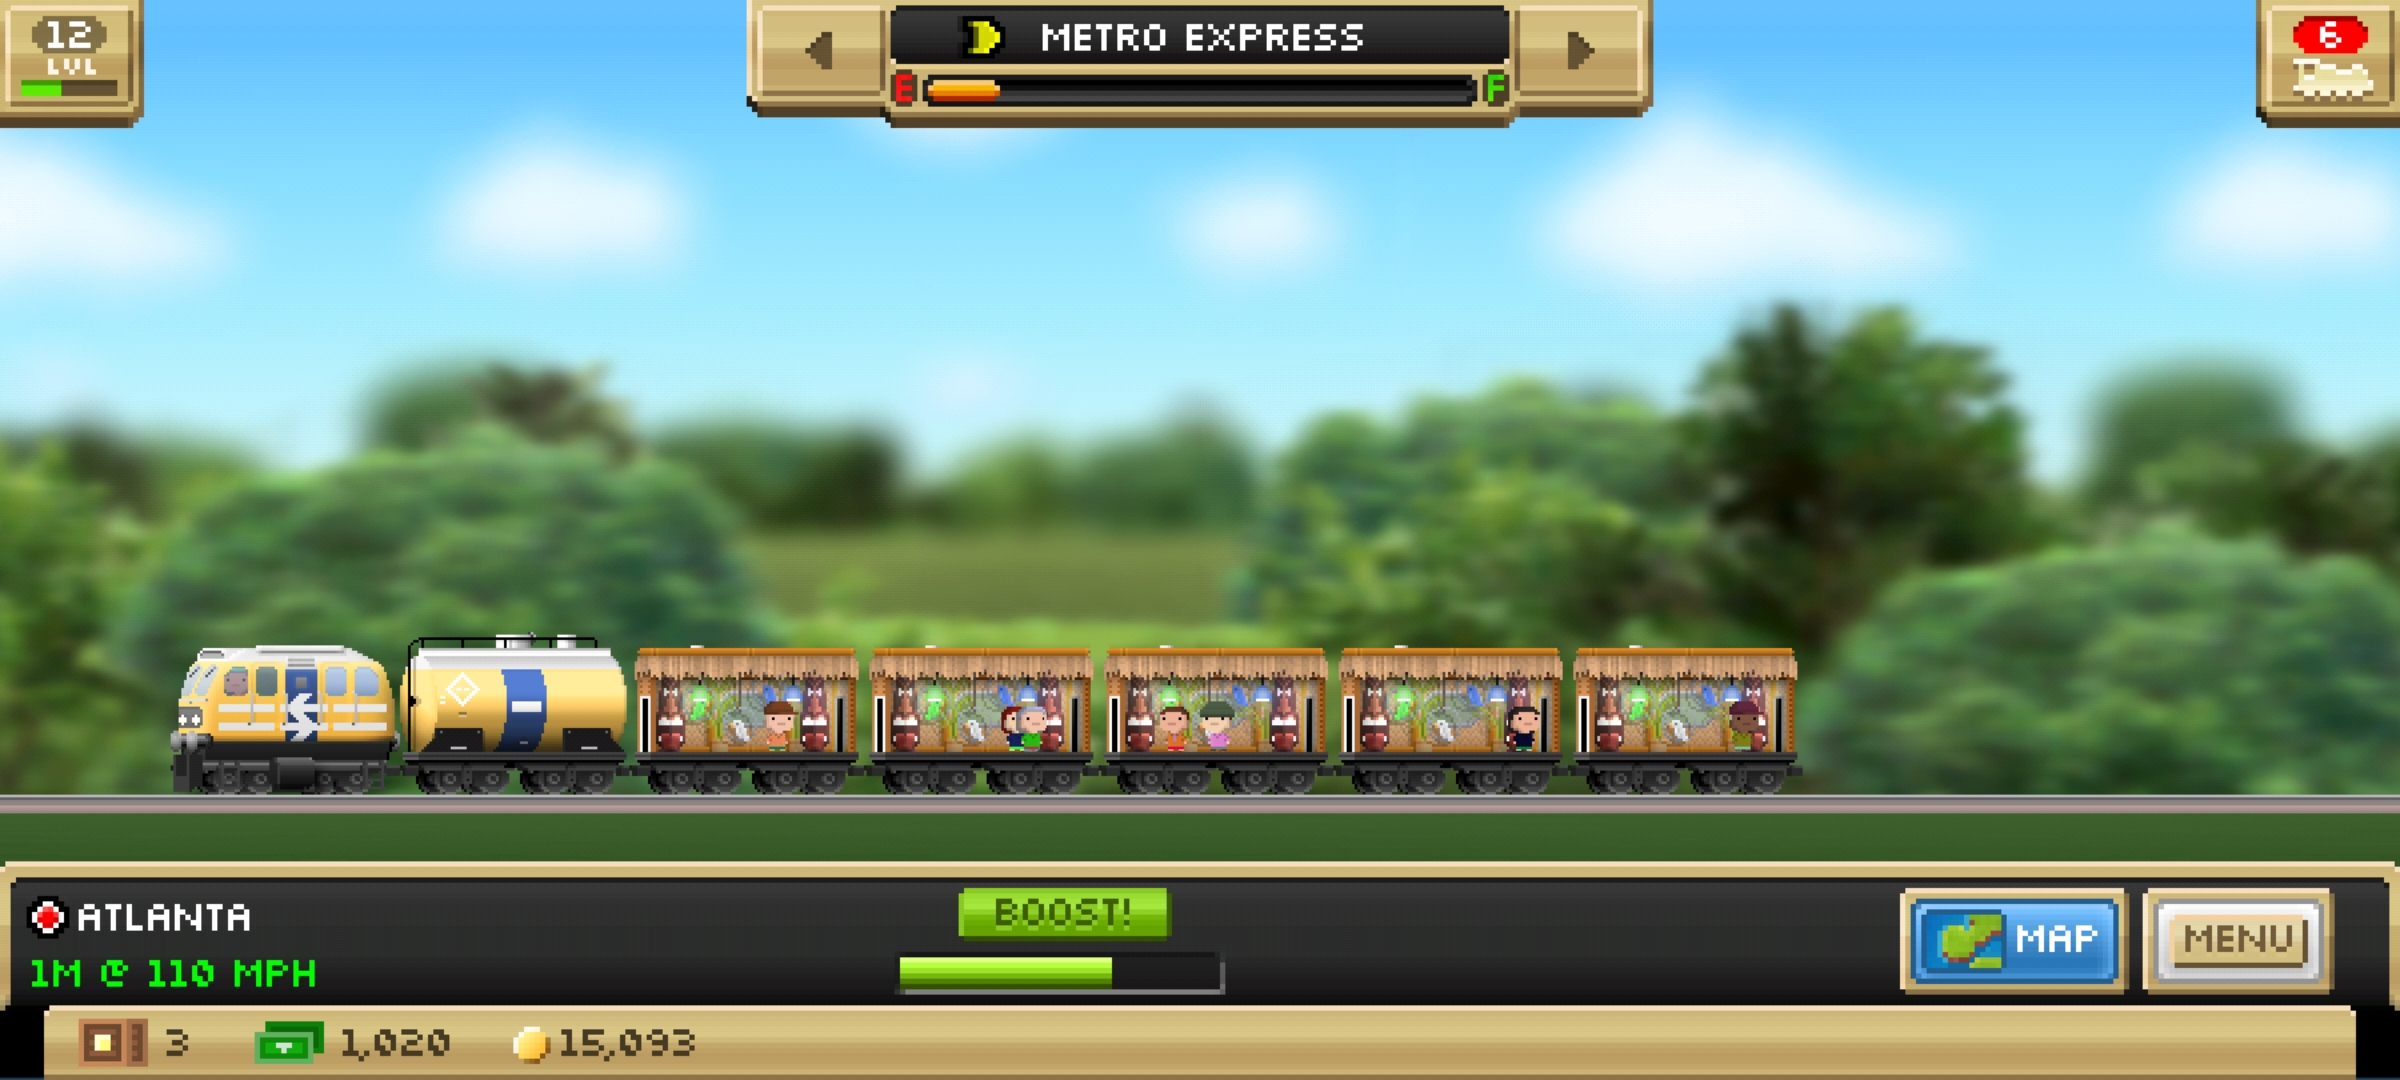 12
LVL
METRO EXPRESS
E F
6
ATLANTA
1M @ 110 MPH
BOOST!
MAP
MENU
3
1,020
15,093